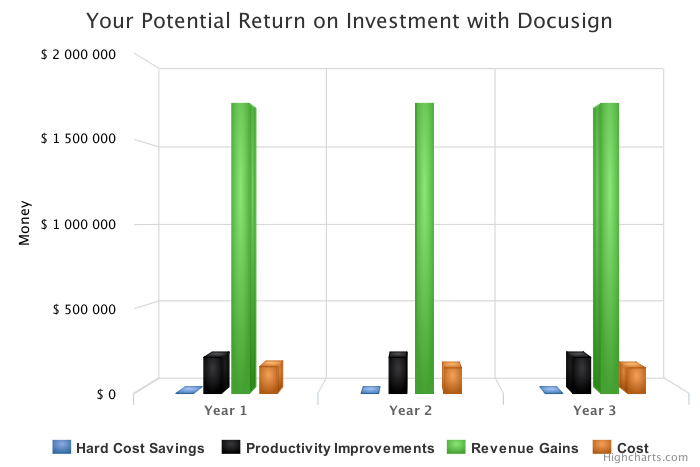 Your Potential Return on Investment with Docusign
$ 2 000 000
$ 1 500 000
$ 1 000 000
$ 500 000
$ 0
Money
Year 1 Year 2 Year 3
Hard Cost Savings Productivity Improvements Revenue Gains Cost
Highcharts.com